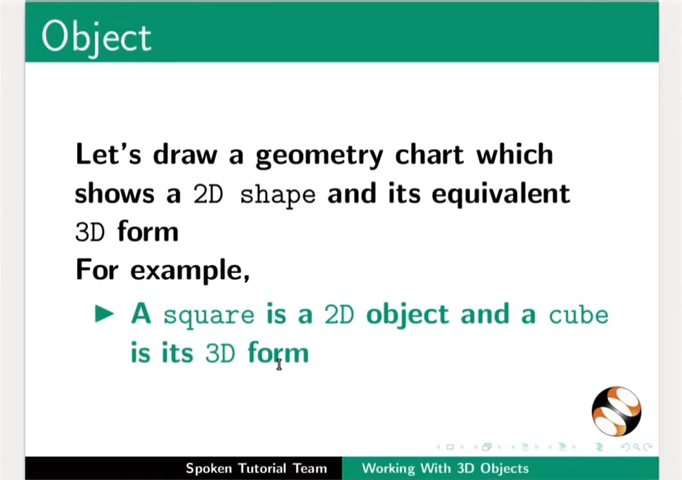 Object
Let's draw a geometry chart which
shows a 2D shape and its equivalent
3D form
For example,
A square is a 2D object and a cube
is its 3D form
Spoken Tutorial Team
Working With 3D Objects